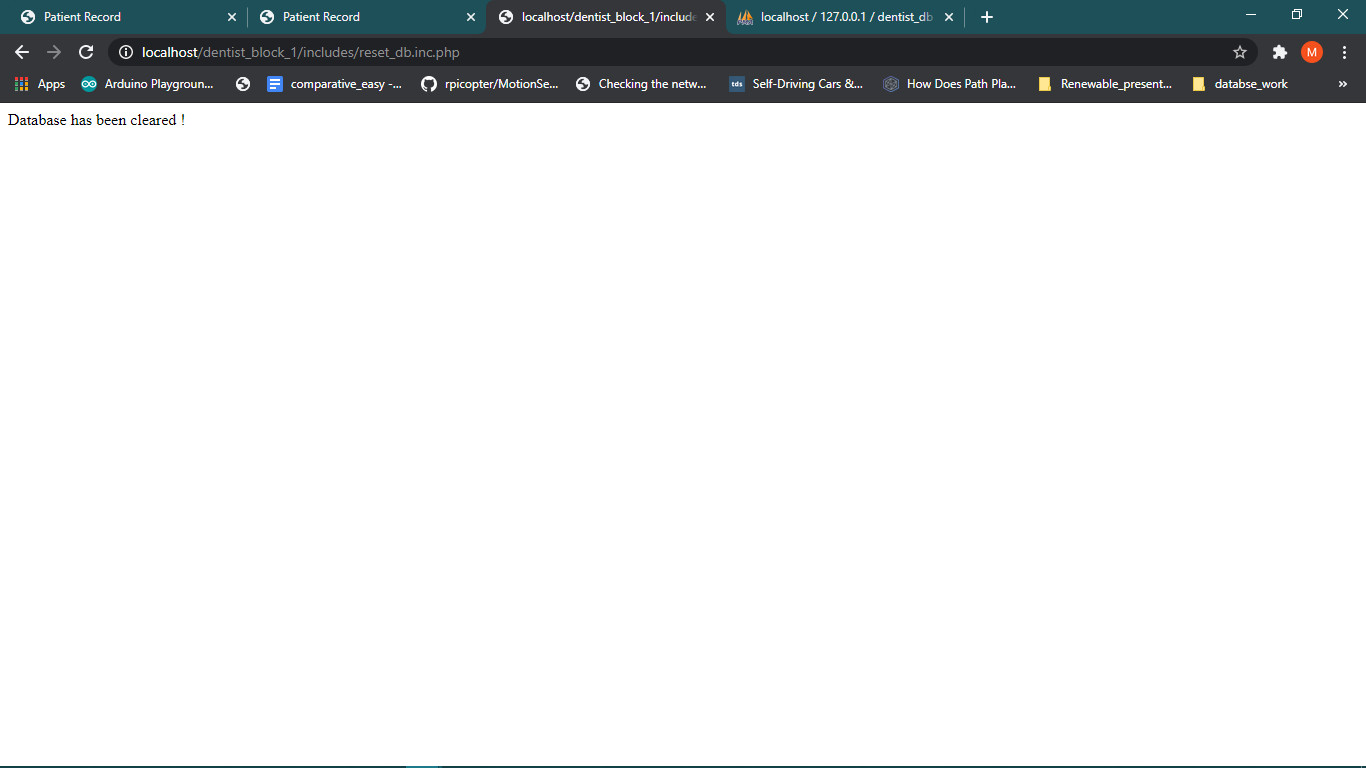 Patient Record
Patient Record
localhost/dentist_block_1/include
localhost / 127.0.0.1 / dentist_db
localhost/dentist_block_1/includes/reset_db.inc.php
M
Apps
Arduino Playgroun...
comparative_easy -...
rpicopter/MotionSe...
Checking the netw...
tds
Self-Driving Cars &...
How Does Path Pla...
Renewable_present...
databse_work
Database has been cleared !